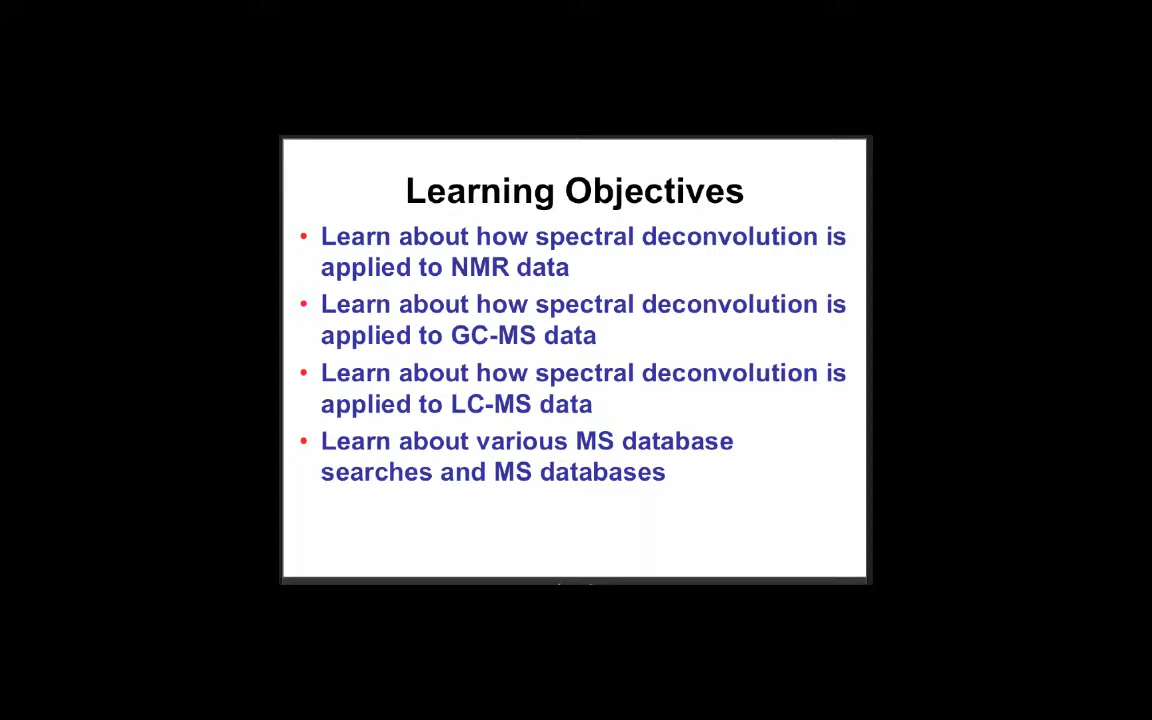 Learning Objectives
• Learn about how spectral deconvolution is
applied to NMR data
• Learn about how spectral deconvolution is
applied to GC-MS data
• Learn about how spectral deconvolution is
applied to LC-MS data
• Learn about various MS database
searches and MS databases